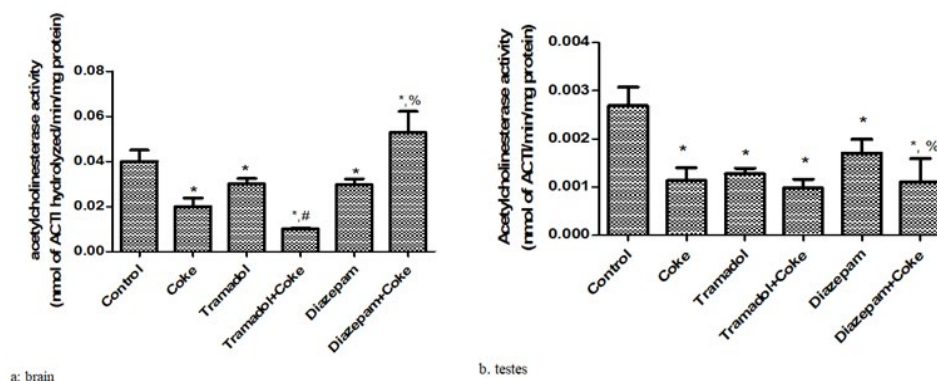 acetylcholinesterase activity
(nmol of ACTI hydrolyzed/min/mg protein)
0.08
0.06
0.04
0.02
0.00
*
*
*,#
*
*,%
Control
Coke
Tramadol
Tramadol+Coke
Diazepam
Diazepam+Coke
a: brain
Acetylcholinesterase activity
(nmol of ACTI/min/mg protein)
0.004
0.003
0.002
0.001
0.000
*
*
*
*
*, %
Control
Coke
Tramadol
Tramadol+Coke
Diazepam
Diazepam+Coke
b. testes